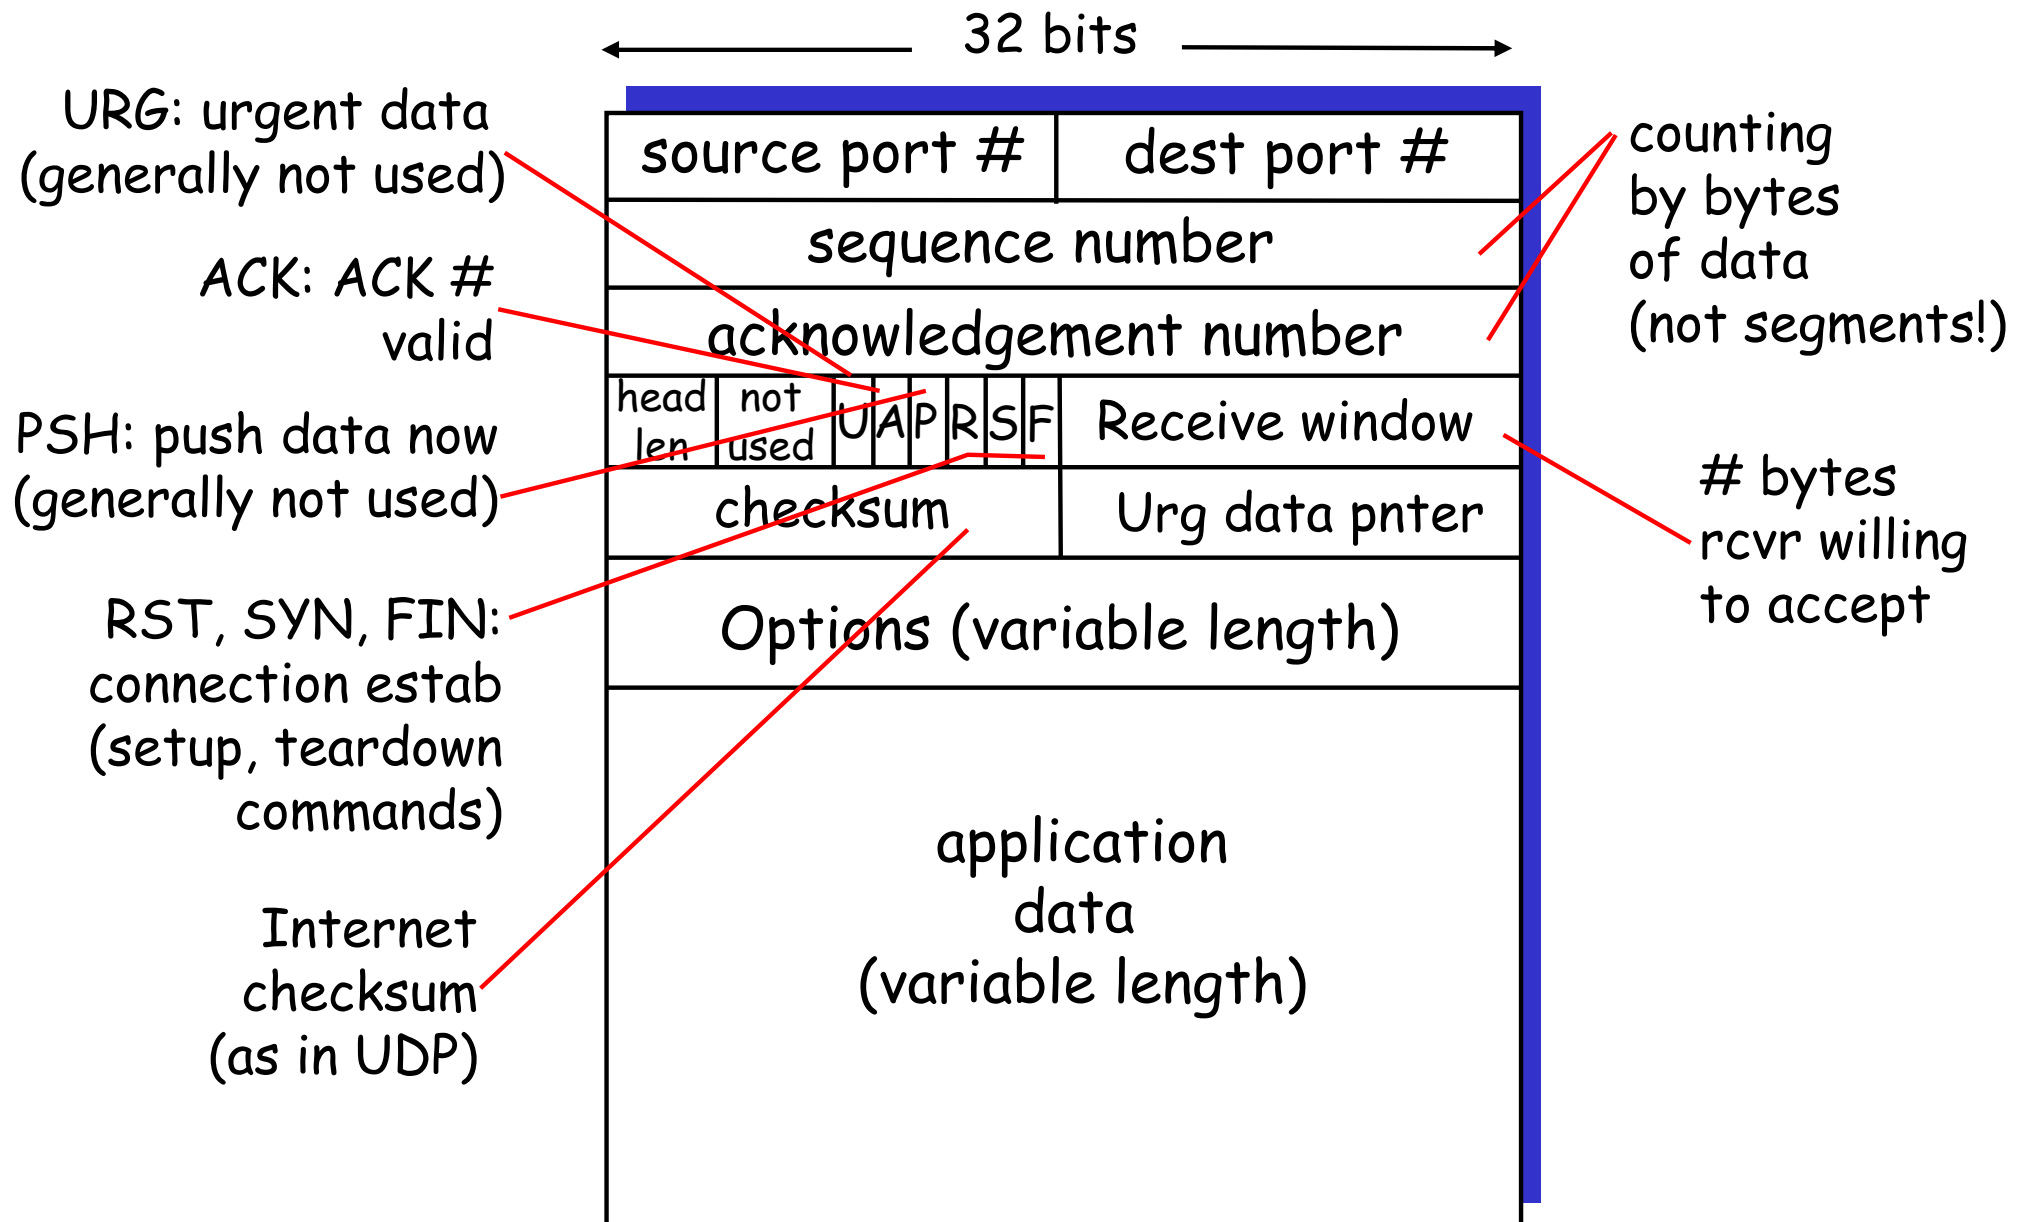 32 bits
URG: urgent data
(generally not used)
ACK: ACK #
valid
PSH: push data now
(generally not used)
RST, SYN, FIN:
connection estab
(setup, teardown
commands)
Internet
checksum
(as in UDP)
source port #
dest port #
sequence number
acknowledgement number
head
len
not
used
U
A
P
R
S
F
Receive window
checksum
Urg data pnter
Options (variable length)
application
data
(variable length)
counting
by bytes
of data
(not segments!)
# bytes
rcvr willing
to accept